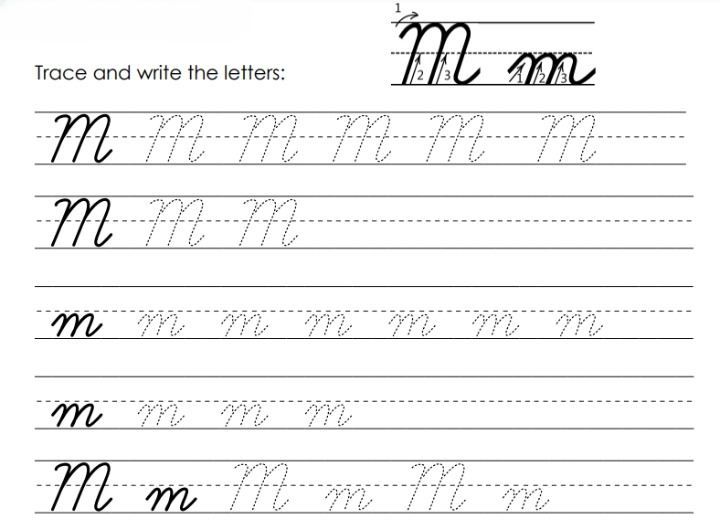 1
M m
2 3 1 2 3
Trace and write the letters:
M M M M M M
M M M
m m m m m m m
m m m m
M m M m M m